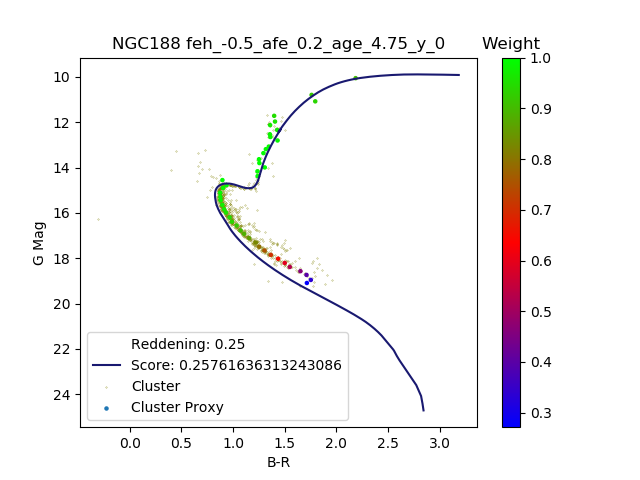 NGC188 feh_-0.5_afe_0.2_age_4.75_y_0
Weight
G Mag
10
12
14
16
18
20
22
24
0.0
0.5
1.0
1.5
2.0
2.5
3.0
B-R
Reddening: 0.25
Score: 0.25761636313243086
Cluster
Cluster Proxy
1.0
0.9
0.8
0.7
0.6
0.5
0.4
0.3